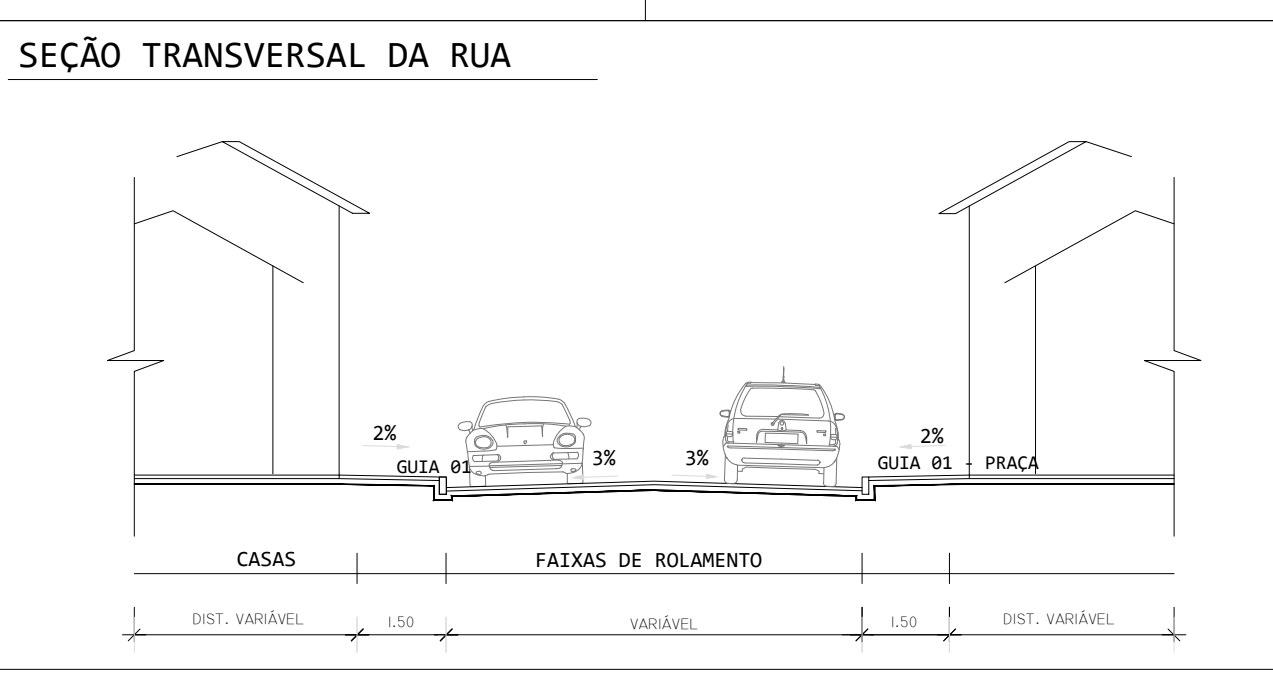 SEÇÃO TRANSVERSAL DA RUA
2%
2%
GUIA 01
3%
3%
GUIA 01 - PRAÇA
CASAS
FAIXAS DE ROLAMENTO
DIST. VARIÁVEL
1.50
VARIÁVEL
1.50
DIST. VARIÁVEL